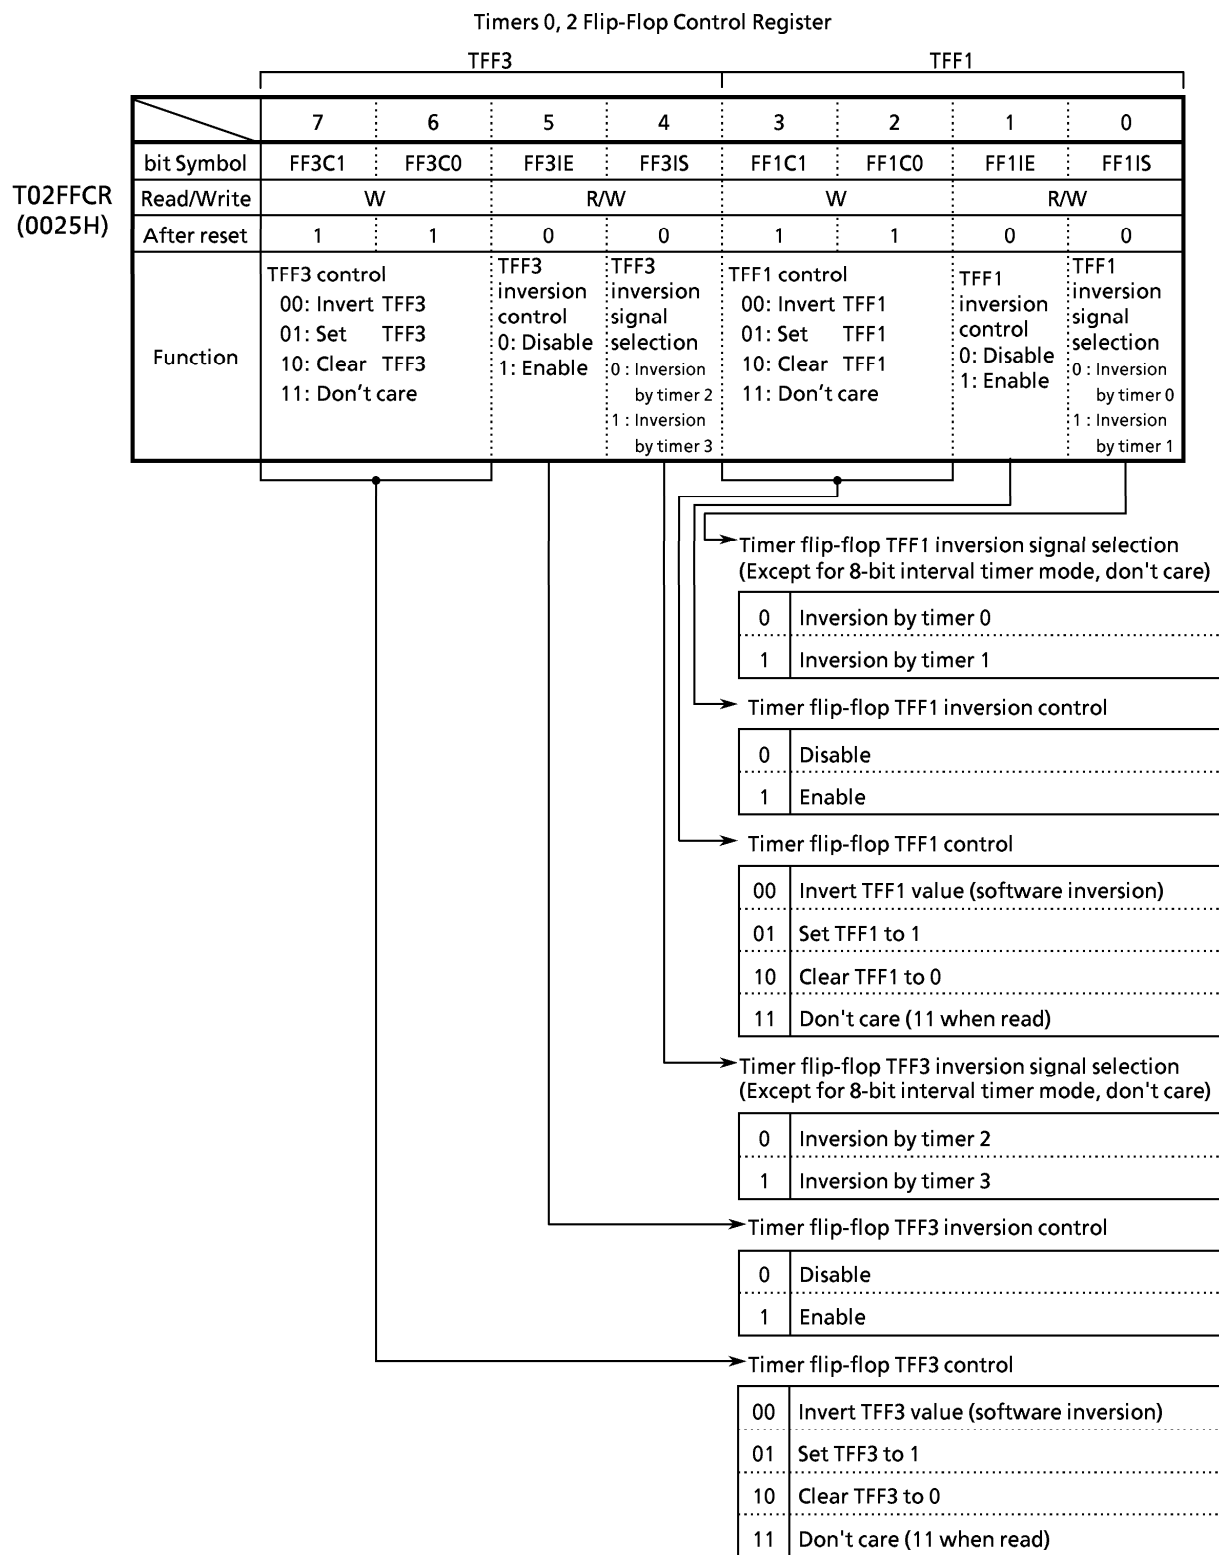 Timers 0, 2 Flip-Flop Control Register
TFF3 TFF1
7 6 5 4 3 2 1 0
bit Symbol FF3C1 FF3C0 FF3IE FF3IS FF1C1 FF1C0 FF1IE FF1IS
T02FFCR
(0025H)
Read/Write W R/W W R/W
After reset 1 1 0 0 1 1 0 0
Function
TFF3 control
00: Invert TFF3
01: Set TFF3
10: Clear TFF3
11: Don't care
TFF3
inversion
control
0: Disable
1: Enable
TFF3
inversion
signal
selection
0 : Inversion
by timer 2
1 : Inversion
by timer 3
TFF1 control
00: Invert TFF1
01: Set TFF1
10: Clear TFF1
11: Don't care
TFF1
inversion
control
0: Disable
1: Enable
TFF1
inversion
signal
selection
0 : Inversion
by timer 0
1 : Inversion
by timer 1
Timer flip-flop TFF1 inversion signal selection
(Except for 8-bit interval timer mode, don't care)
0 Inversion by timer 0
1 Inversion by timer 1
Timer flip-flop TFF1 inversion control
0 Disable
1 Enable
Timer flip-flop TFF1 control
00 Invert TFF1 value (software inversion)
01 Set TFF1 to 1
10 Clear TFF1 to 0
11 Don't care (11 when read)
Timer flip-flop TFF3 inversion signal selection
(Except for 8-bit interval timer mode, don't care)
0 Inversion by timer 2
1 Inversion by timer 3
Timer flip-flop TFF3 inversion control
0 Disable
1 Enable
Timer flip-flop TFF3 control
00 Invert TFF3 value (software inversion)
01 Set TFF3 to 1
10 Clear TFF3 to 0
11 Don't care (11 when read)